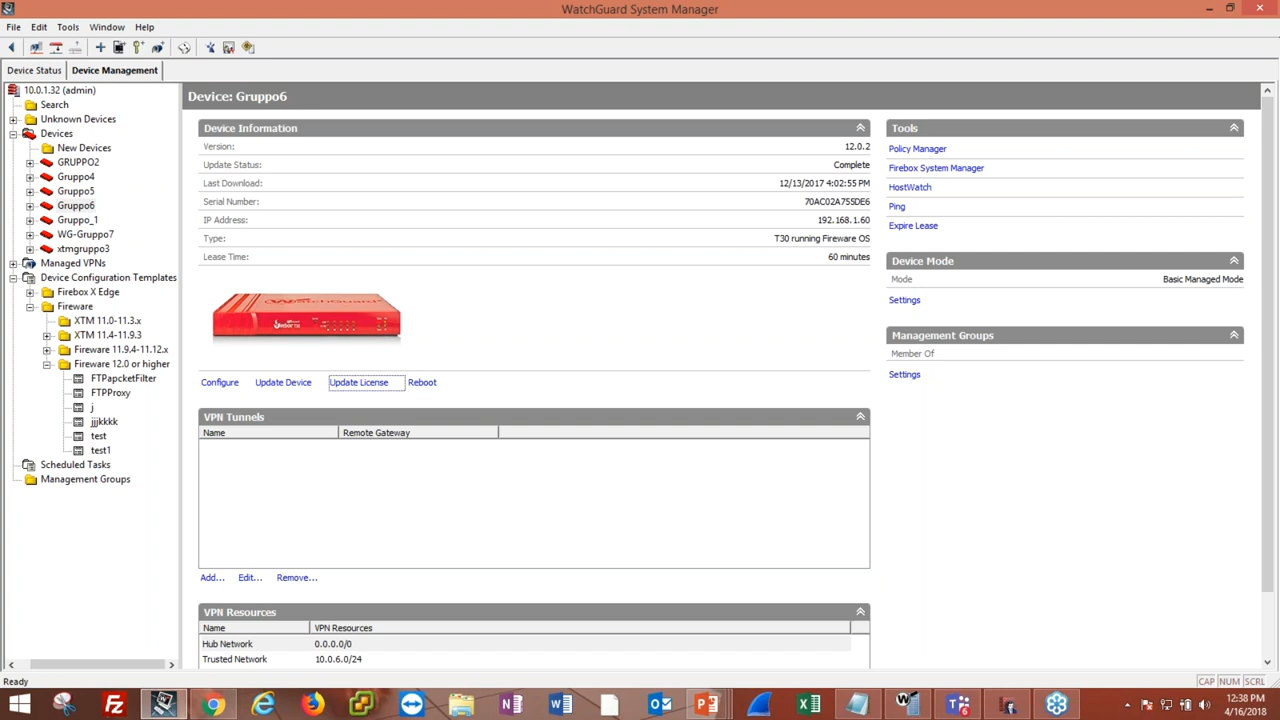 WatchGuard System Manager
File Edit Tools Window Help
Device Status Device Management
10.0.1.32 (admin)
Search
Unknown Devices
Devices
New Devices
GRUPPO2
Gruppo4
Gruppo5
Gruppo6
Gruppo_1
WG-Gruppo7
xtmgruppo3
Managed VPNs
Device Configuration Templates
Firebox X Edge
Fireware
XTM 11.0-11.3.x
XTM 11.4-11.9.3
Fireware 11.9.4-11.12.x
Fireware 12.0 or higher
FTPapcketFilter
FTPProxy
j
jjjkkkk
test
test1
Scheduled Tasks
Management Groups
Device: Gruppo6
Device Information
Version: 12.0.2
Update Status: Complete
Last Download: 12/13/2017 4:02:55 PM
Serial Number: 70AC02A755DE6
IP Address: 192.168.1.60
Type: T30 running Fireware OS
Lease Time: 60 minutes
WatchGuard
Configure Update Device Update License Reboot
VPN Tunnels
Name Remote Gateway
Add... Edit... Remove...
VPN Resources
Name VPN Resources
Hub Network 0.0.0.0/0
Trusted Network 10.0.6.0/24
Tools
Policy Manager
Firebox System Manager
HostWatch
Ping
Expire Lease
Device Mode
Mode Basic Managed Mode
Settings
Management Groups
Member Of
Settings
Ready
CAP NUM SCRL
12:38 PM
4/16/2018